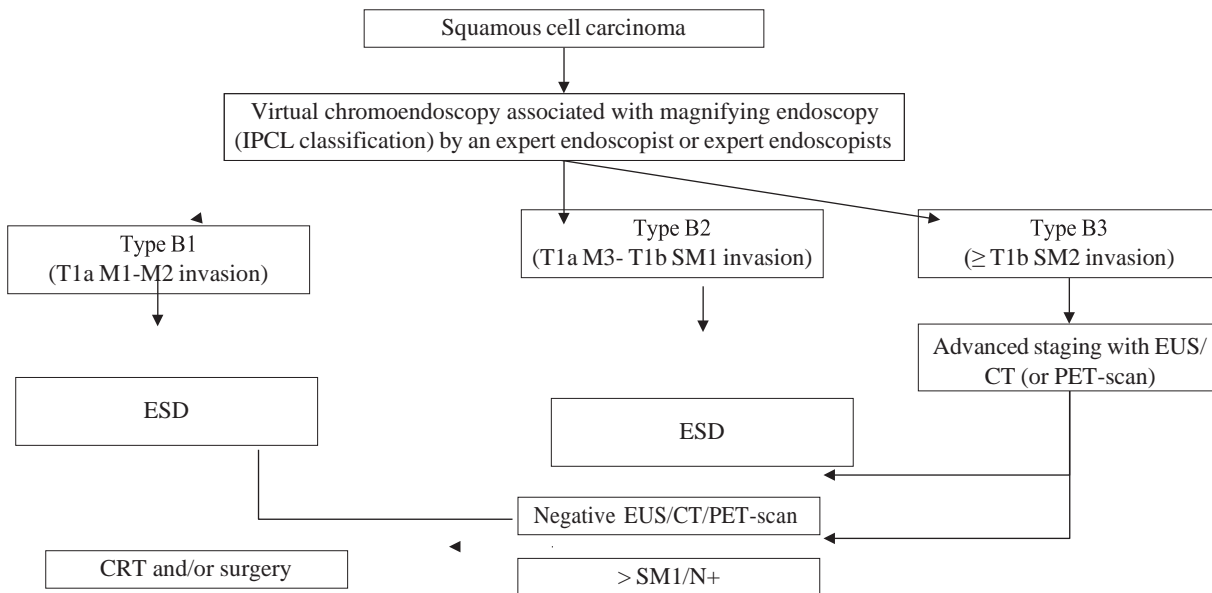 Squamous cell carcinoma
Virtual chromoendoscopy associated with magnifying endoscopy
(IPCL classification) by an expert endoscopist or expert endoscopists
Type B1
(T1a M1-M2 invasion)
Type B2
(T1a M3- T1b SM1 invasion)
Type B3
(≥ T1b SM2 invasion)
Advanced staging with EUS/
CT (or PET-scan)
ESD
ESD
Negative EUS/CT/PET-scan
CRT and/or surgery
> SM1/N+